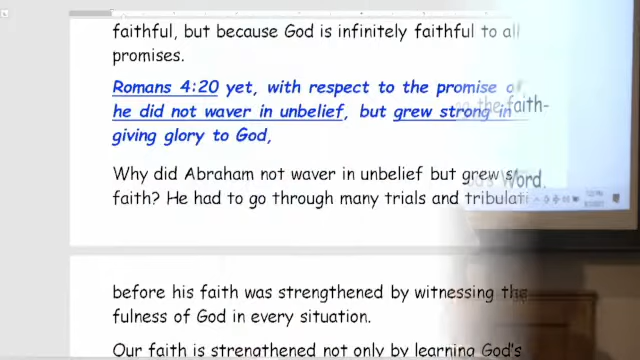 faithful, but because God is infinitely faithful to all
promises.
Romans 4:20 yet, with respect to the promise of
he did not waver in unbelief, but grew strong in
giving glory to God,
Why did Abraham not waver in unbelief but grew
faith? He had to go through many trials and
before his faith was strengthened by witnessing the
fulness of God in every situation.
Our faith is strengthened not only by learning God's
the faith-
Word.